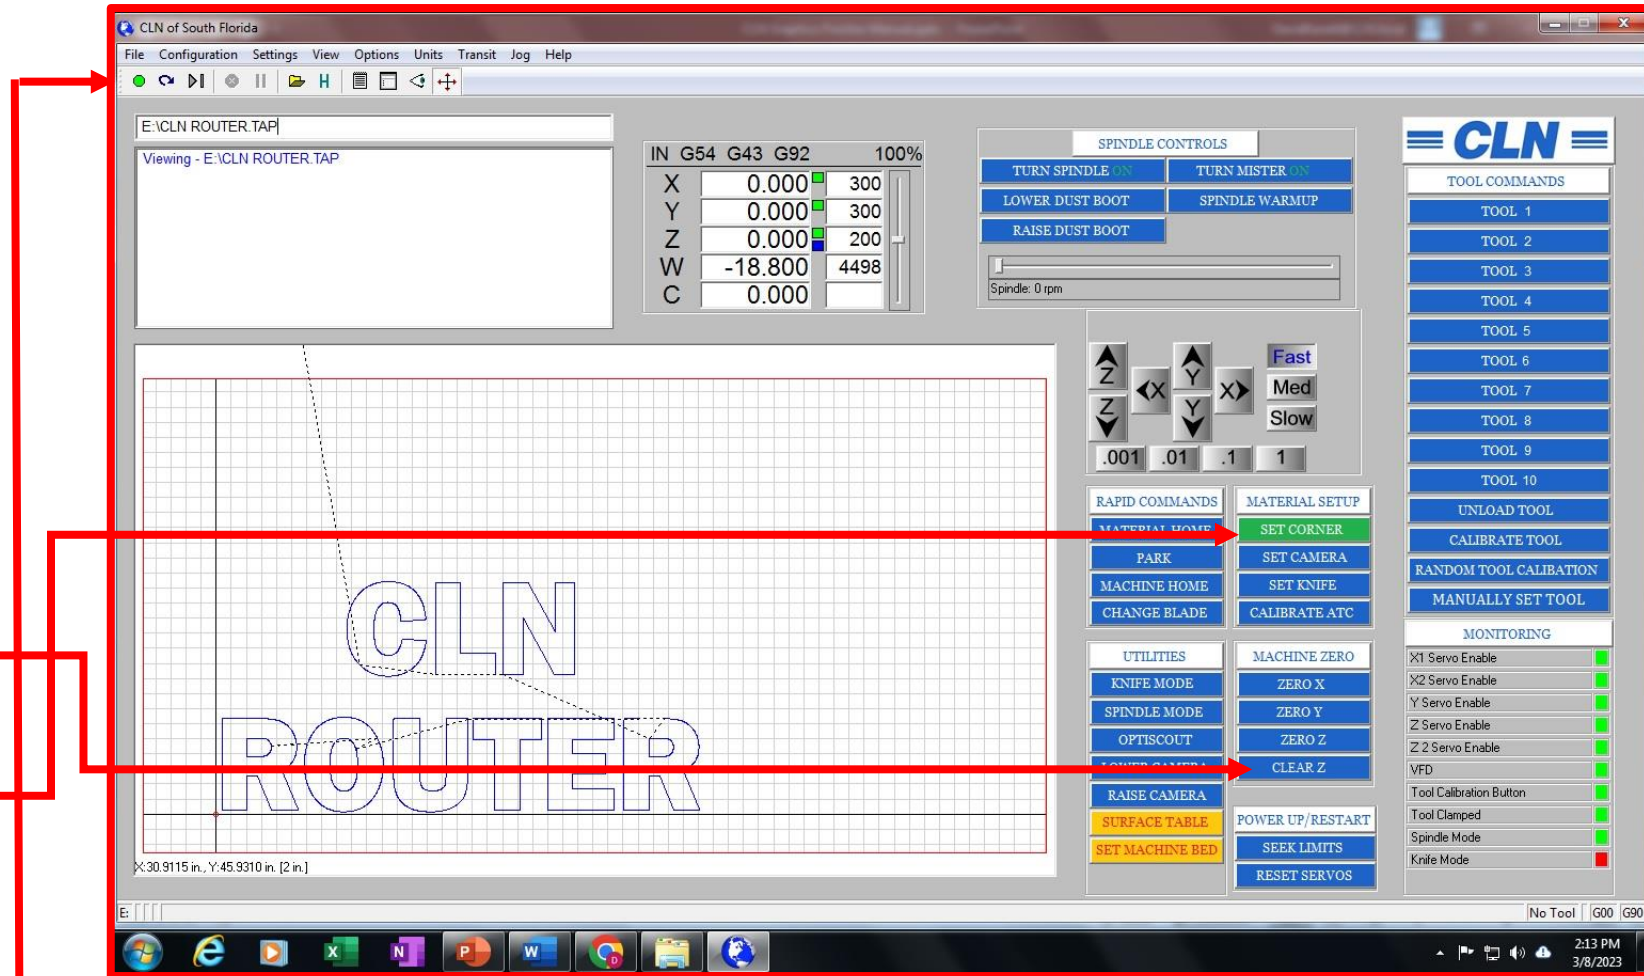 CLN of South Florida
File Configuration Settings View Options Units Transit Jog Help
H
E:\CLN ROUTER.TAP
Viewing - E:\CLN ROUTER.TAP
IN G54 G43 G92 100%
X 0.000 300
Y 0.000 300
Z 0.000 200
W -18.800 4498
C 0.000
SPINDLE CONTROLS
TURN SPINDLE ON TURN MISTER ON
LOWER DUST BOOT SPINDLE WARMUP
RAISE DUST BOOT
Spindle: 0 rpm
Z Y Fast
X X Med
Z Y Slow
.001 .01 .1 1
RAPID COMMANDS
MATERIAL HOME
PARK
MACHINE HOME
CHANGE BLADE
MATERIAL SETUP
SET CORNER
SET CAMERA
SET KNIFE
CALIBRATE ATC
UTILITIES
KNIFE MODE
SPINDLE MODE
OPTISCOUT
LOWER CAMERA
RAISE CAMERA
SURFACE TABLE
SET MACHINE BED
MACHINE ZERO
ZERO X
ZERO Y
ZERO Z
CLEAR Z
POWER UP/RESTART
SEEK LIMITS
RESET SERVOS
CLN
TOOL COMMANDS
TOOL 1
TOOL 2
TOOL 3
TOOL 4
TOOL 5
TOOL 6
TOOL 7
TOOL 8
TOOL 9
TOOL 10
UNLOAD TOOL
CALIBRATE TOOL
RANDOM TOOL CALIBATION
MANUALLY SET TOOL
MONITORING
X1 Servo Enable
X2 Servo Enable
Y Servo Enable
Z Servo Enable
Z 2 Servo Enable
VFD
Tool Calibration Button
Tool Clamped
Spindle Mode
Knife Mode
CLN
ROUTER
X:30.9115 in., Y:45.9310 in. [2 in.]
E: No Tool G00 G90
2:13 PM
3/8/2023